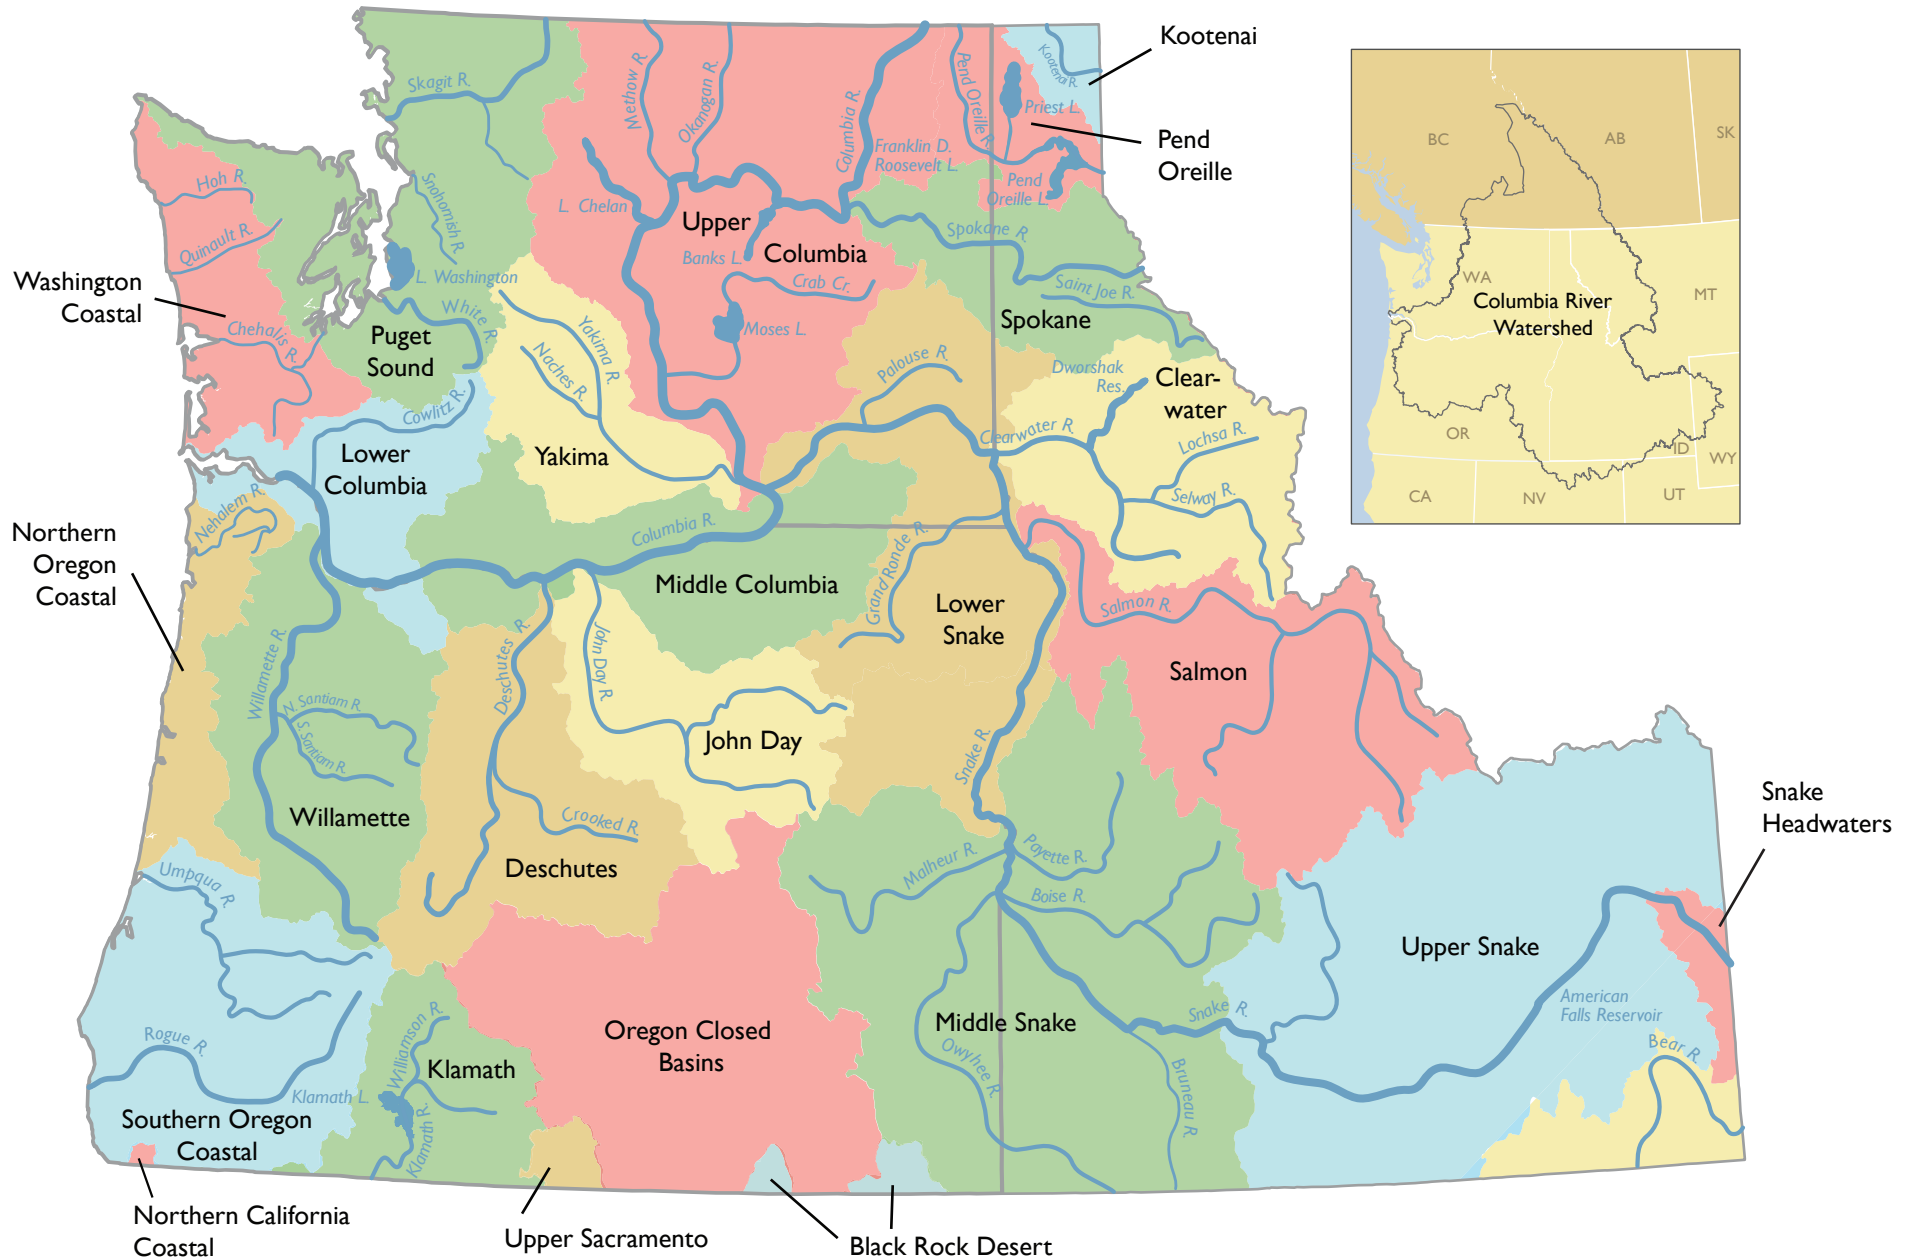 Kootenai
Kootenai R.
Skagit R.
Methow R.
Okanogan R.
Columbia R.
Pend Oreille R.
Priest L.
Pend
Oreille
Franklin D.
Roosevelt L.
Pend
Oreille L.
Hoh R.
Quinault R.
Snohomish R.
L. Chelan
Upper
Columbia
Banks L.
Crab Cr.
Spokane R.
Saint Joe R.
Spokane
L. Washington
White R.
Washington
Coastal
Chehalis R.
Puget
Sound
Yakima R.
Naches R.
Moses L.
Palouse R.
Dworshak
Res.
Clear-
water
Cowlitz R.
Lower
Columbia
Yakima
Clearwater R.
Lochsa R.
Selway R.
Nehalem R.
Columbia R.
Northern
Oregon
Coastal
Middle Columbia
Grand Ronde R.
Lower
Snake
Salmon R.
Salmon
Willamette R.
N. Santiam R.
S. Santiam R.
Deschutes R.
John Day R.
John Day
Snake R.
Willamette
Crooked R.
Deschutes
Malheur R.
Payette R.
Boise R.
Snake
Headwaters
Umpqua R.
Upper Snake
American
Falls Reservoir
Rogue R.
Williamson R.
Klamath
Klamath L.
Klamath R.
Oregon Closed
Basins
Middle Snake
Snake R.
Owyhee R.
Bruneau R.
Bear R.
Southern Oregon
Coastal
Northern California
Coastal
Upper Sacramento
Black Rock Desert
BC
AB
SK
WA
MT
Columbia River
Watershed
OR
ID
WY
CA
NV
UT